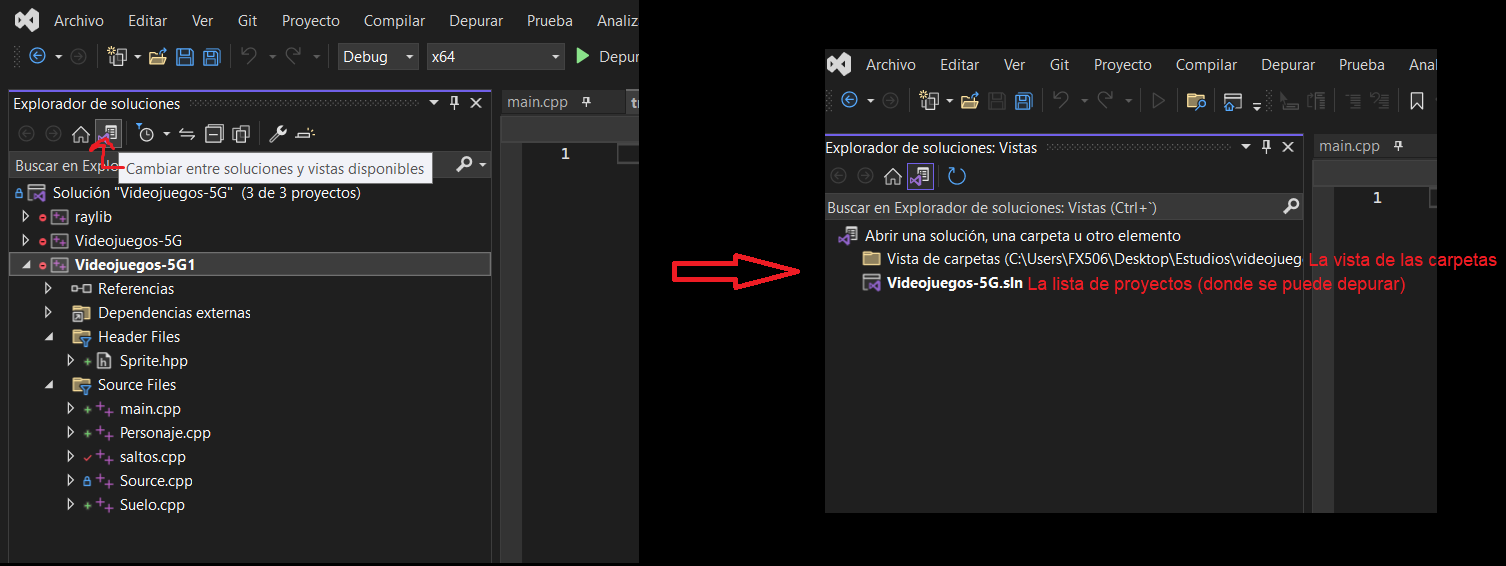 Archivo Editar Ver Git Proyecto Compilar Depurar Prueba Analiz
Debug x64 Depur
Explorador de soluciones
main.cpp
Cambiar entre soluciones y vistas disponibles
Buscar en Explo
1
Solución "Videojuegos-5G" (3 de 3 proyectos)
raylib
Videojuegos-5G
Videojuegos-5G1
Referencias
Dependencias externas
Header Files
Sprite.hpp
Source Files
main.cpp
Personaje.cpp
saltos.cpp
Source.cpp
Suelo.cpp
Archivo Editar Ver Git Proyecto Compilar Depurar Prueba Anal
Explorador de soluciones: Vistas
main.cpp
Buscar en Explorador de soluciones: Vistas (Ctrl+`)
1
Abrir una solución, una carpeta u otro elemento
Vista de carpetas (C:\Users\FX506\Desktop\Estudios\videojueg La vista de las carpetas
Videojuegos-5G.sln La lista de proyectos (donde se puede depurar)